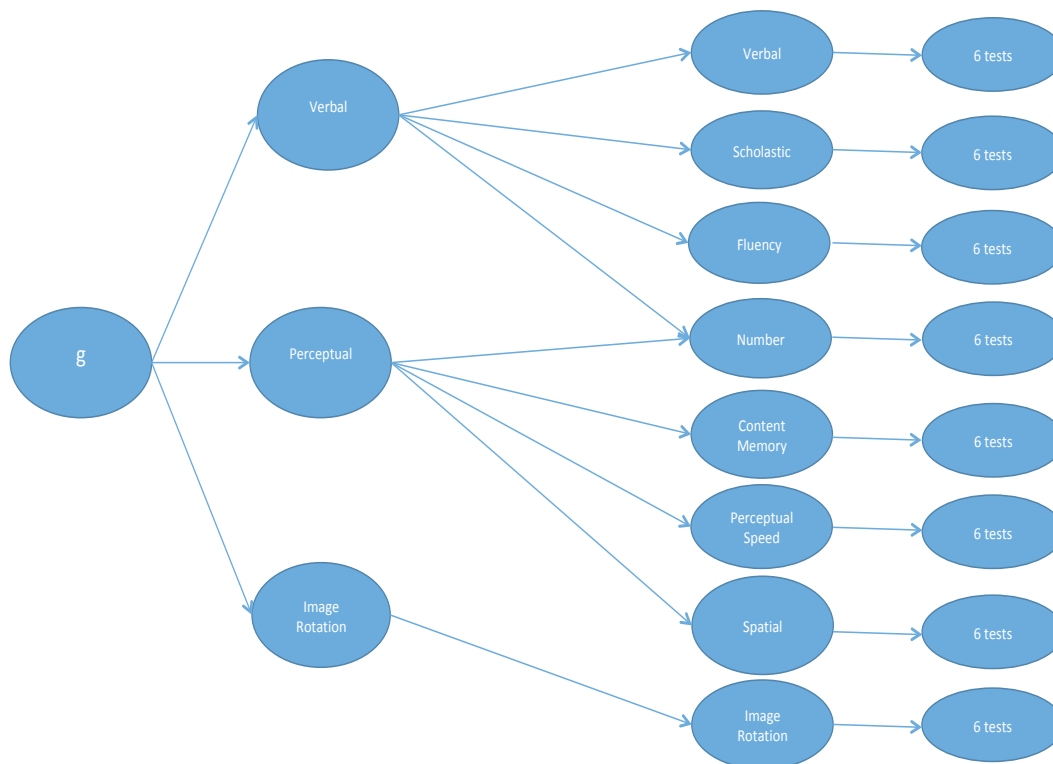 g
Verbal
Perceptual
Image
Rotation
Verbal
Scholastic
Fluency
Number
Content
Memory
Perceptual
Speed
Spatial
Image
Rotation
6 tests
6 tests
6 tests
6 tests
6 tests
6 tests
6 tests
6 tests